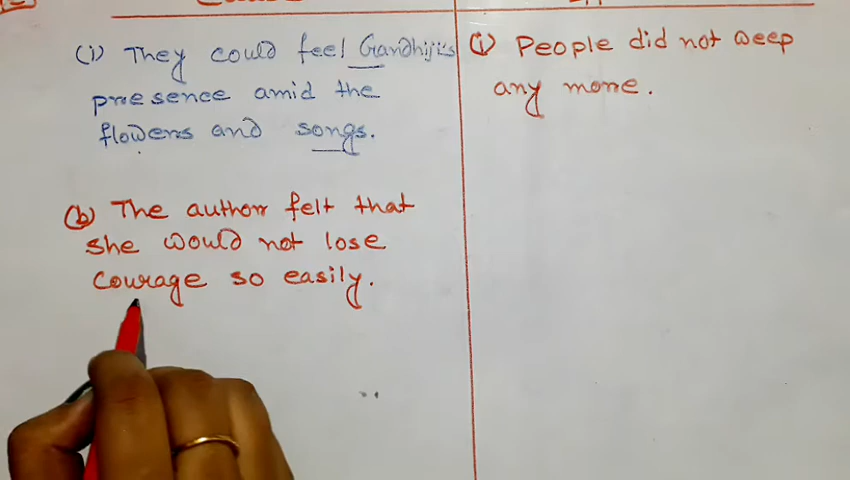 (i) They could feel Gandhiji's
presence amid the
flowers and songs.
(b) The author felt that
she would not lose
courage so easily.
(i) People did not weep
any more.